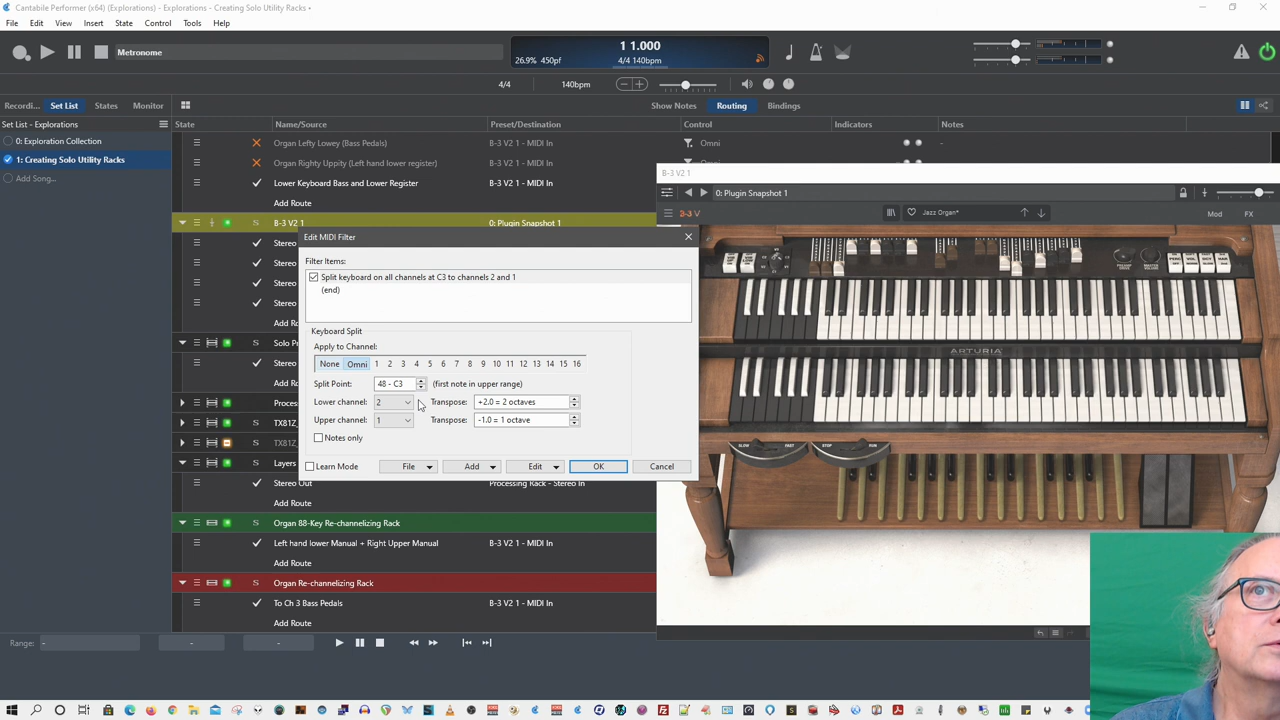 Cantabile Performer (x64) (Explorations) - Explorations - Creating Solo Utility Racks •
File Edit View Insert State Control Tools Help
Metronome
1 1.000
26.9% 450pf 4/4 140bpm
4/4 140bpm
Recordi... Set List States Monitor Show Notes Routing Bindings
Set List - Explorations State Name/Source Preset/Destination Control Indicators Notes
0: Exploration Collection Organ Lefty Lowey (Bass Pedals) B-3 V2 1 - MIDI In Omni -
1: Creating Solo Utility Racks Organ Righty Uppity (Left hand lower register) B-3 V2 1 - MIDI In Omni
Add Song... Lower Keyboard Bass and Lower Register B-3 V2 1 - MIDI In
B-3 V2 1
0: Plugin Snapshot 1
Add Route
B-3 V Jazz Organ* Mod FX
S B-3 V2 1 0: Plugin Snapshot 1
Edit MIDI Filter
Stereo
Filter Items:
Stereo
Split keyboard on all channels at C3 to channels 2 and 1
(end)
Stereo
Stereo
Add Ro
Keyboard Split
S Solo Pr
Apply to Channel:
ARTURIA
Stereo
None Omni 1 2 3 4 5 6 7 8 9 10 11 12 13 14 15 16
Add Ro
Split Point: 48 - C3 (first note in upper range)
S Process
Lower channel: 2 Transpose: +2.0 = 2 octaves
S TX81Z,
Upper channel: 1 Transpose: -1.0 = 1 octave
S TX81Z,
Notes only
SLOW FAST STOP RUN
S Layers
Learn Mode File Add Edit OK Cancel
Stereo Out Processing Rack - Stereo In
Add Route
S Organ 88-Key Re-channelizing Rack
Left hand lower Manual + Right Upper Manual B-3 V2 1 - MIDI In
Add Route
S Organ Re-channelizing Rack
To Ch 3 Bass Pedals B-3 V2 1 - MIDI In
Add Route
Range: - - -